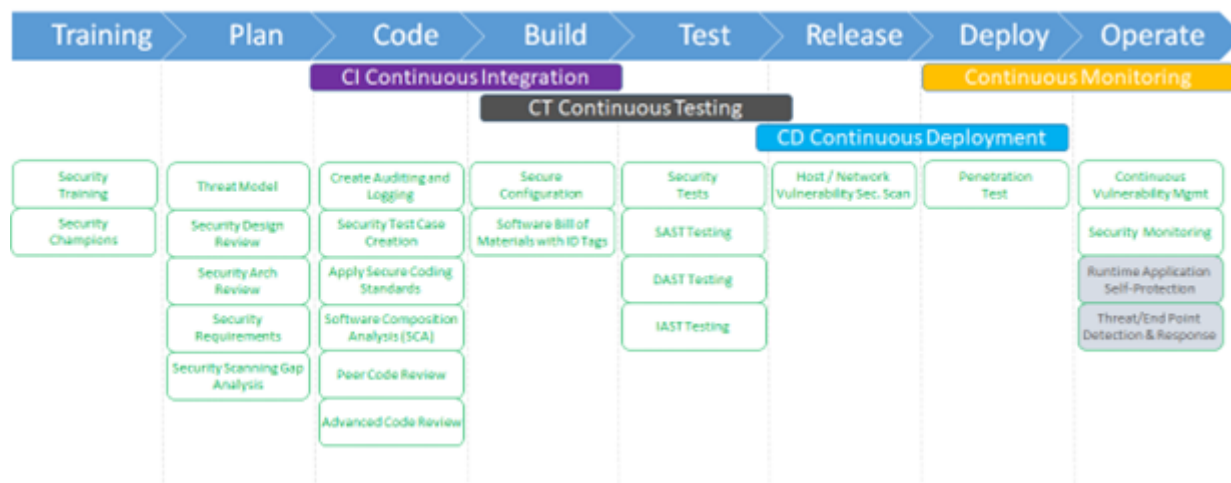 Training
Plan
Code
Build
Test
Release
Deploy
Operate
CI Continuous Integration
Continuous Monitoring
CT Continuous Testing
CD Continuous Deployment
Security
Training
Security
Champions
Threat Model
Security Design
Review
Security Arch
Review
Security
Requirements
Security Scanning Gap
Analysis
Create Auditing and
Logging
Security Test Case
Creation
Apply Secure Coding
Standards
Software Composition
Analysis (SCA)
Peer Code Review
Advanced Code Review
Secure
Configuration
Software Bill of
Materials with ID Tags
Security
Tests
SAST Testing
DAST Testing
IAST Testing
Host / Network
Vulnerability Sec. Scan
Penetration
Test
Continuous
Vulnerability Mgmt
Security Monitoring
Runtime Application
Self-Protection
Threat/End Point
Detection & Response